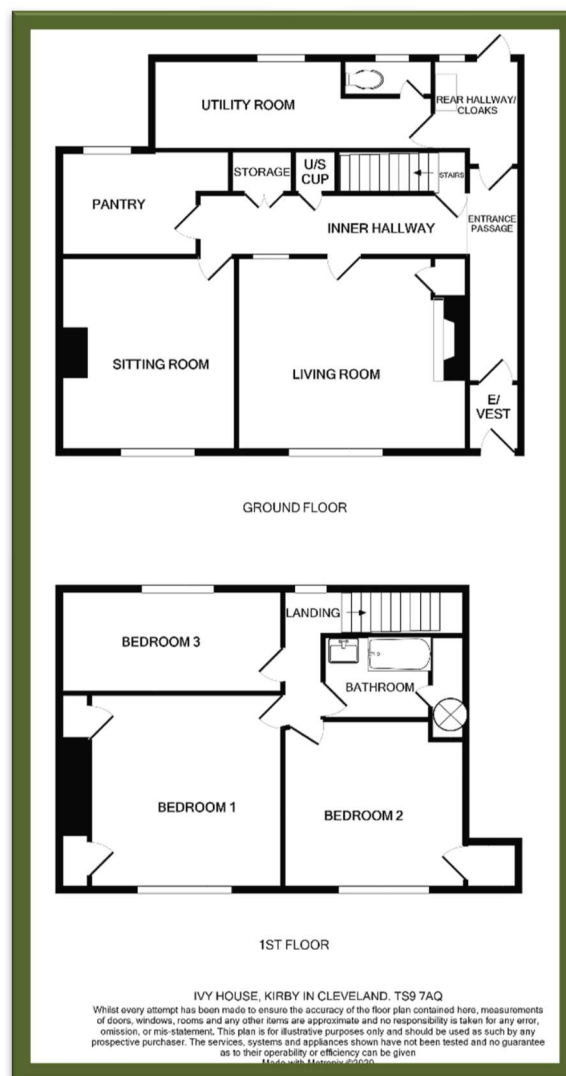 UTILITY ROOM
REAR HALLWAY/
CLOAKS
STORAGE
U/S
CUP
STAIRS
PANTRY
INNER HALLWAY
ENTRANCE
PASSAGE
SITTING ROOM
LIVING ROOM
E/
VEST
GROUND FLOOR
LANDING
BEDROOM 3
BATHROOM
BEDROOM 1
BEDROOM 2
1ST FLOOR
IVY HOUSE, KIRBY IN CLEVELAND. TS9 7AQ
Whilst every attempt has been made to ensure the accuracy of the floor plan contained here, measurements
of doors, windows, rooms and any other items are approximate and no responsibility is taken for any error,
omission, or mis-statement. This plan is for illustrative purposes only and should be used as such by any
prospective purchaser. The services, systems and appliances shown have not been tested and no guarantee
as to their operability or efficiency can be given
Made with Metropix ©2020